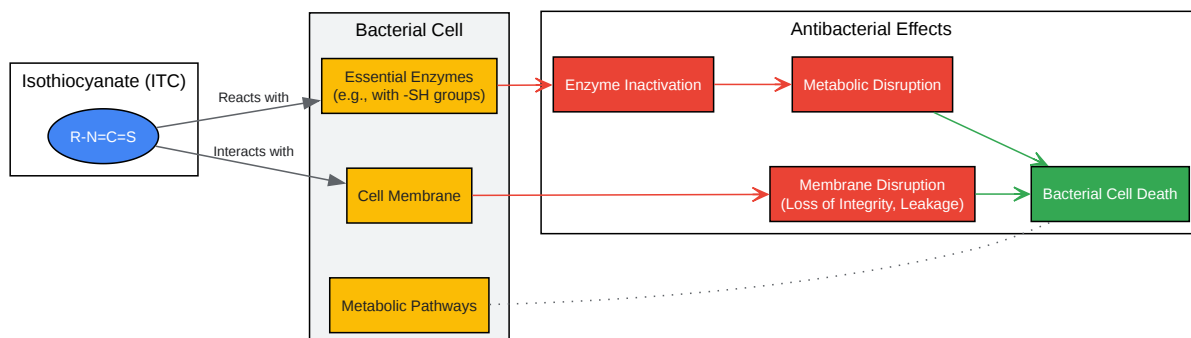 Isothiocyanate (ITC)
R-N=C=S
Reacts with
Interacts with
Bacterial Cell
Essential Enzymes
(e.g., with -SH groups)
Cell Membrane
Metabolic Pathways
Antibacterial Effects
Enzyme Inactivation
Metabolic Disruption
Membrane Disruption
(Loss of Integrity, Leakage)
Bacterial Cell Death